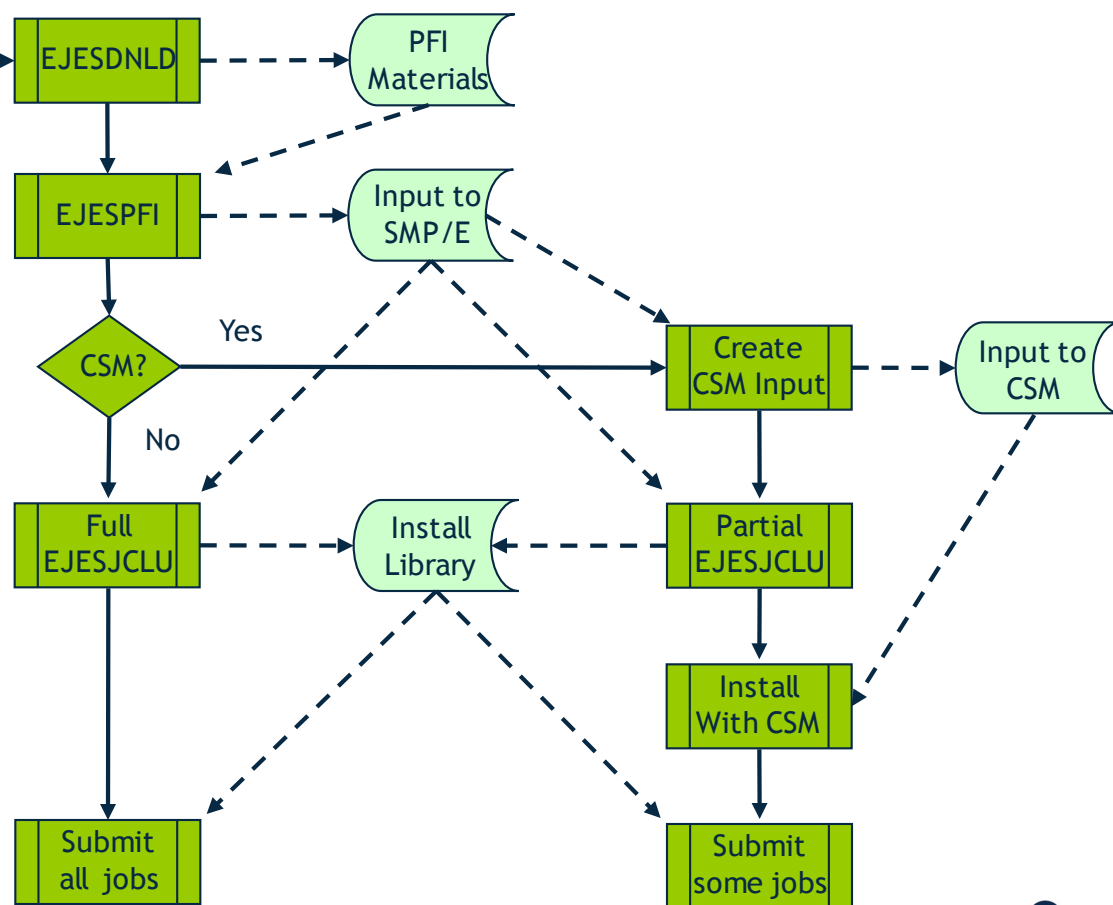 EJESDNLD
PFI
Materials
EJESPFI
Input to
SMP/E
Yes
CSM?
Create
CSM Input
Input to
CSM
No
Full
EJESJCLU
Install
Library
Partial
EJESJCLU
Install
With CSM
Submit
all jobs
Submit
some jobs